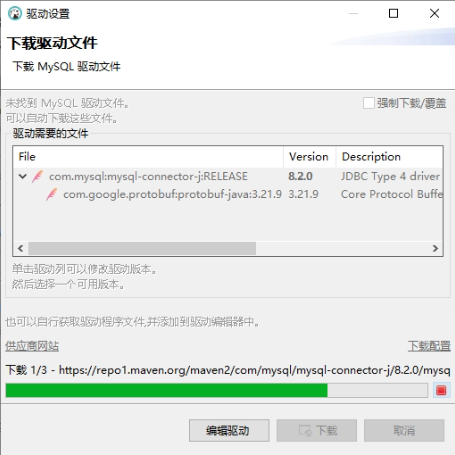 驱动设置
下载驱动文件
下载 MySQL 驱动文件
未找到 MySQL 驱动文件。
可以自动下载这些文件。
强制下载/覆盖
驱动需要的文件
File Version Description
com.mysql:mysql-connector-j:RELEASE 8.2.0 JDBC Type 4 driver
com.google.protobuf:protobuf-java:3.21.9 3.21.9 Core Protocol Buffe
单击驱动列可以修改驱动版本。
然后选择一个可用版本。
也可以自行获取驱动程序文件,并添加到驱动编辑器中。
供应商网站 下载配置
下载 1/3 - https://repo1.maven.org/maven2/com/mysql/mysql-connector-j/8.2.0/mysq
编辑驱动 下载 取消